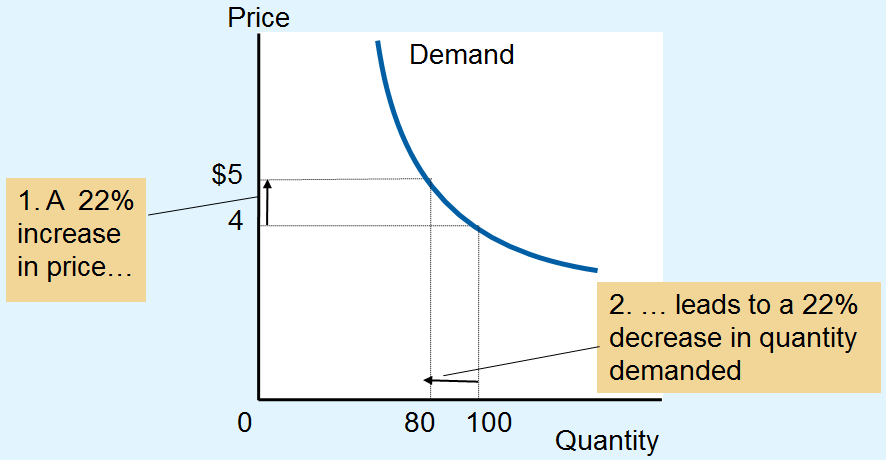 Price
Demand
$5
4
1. A 22%
increase
in price…
2. … leads to a 22%
decrease in quantity
demanded
0
80
100
Quantity